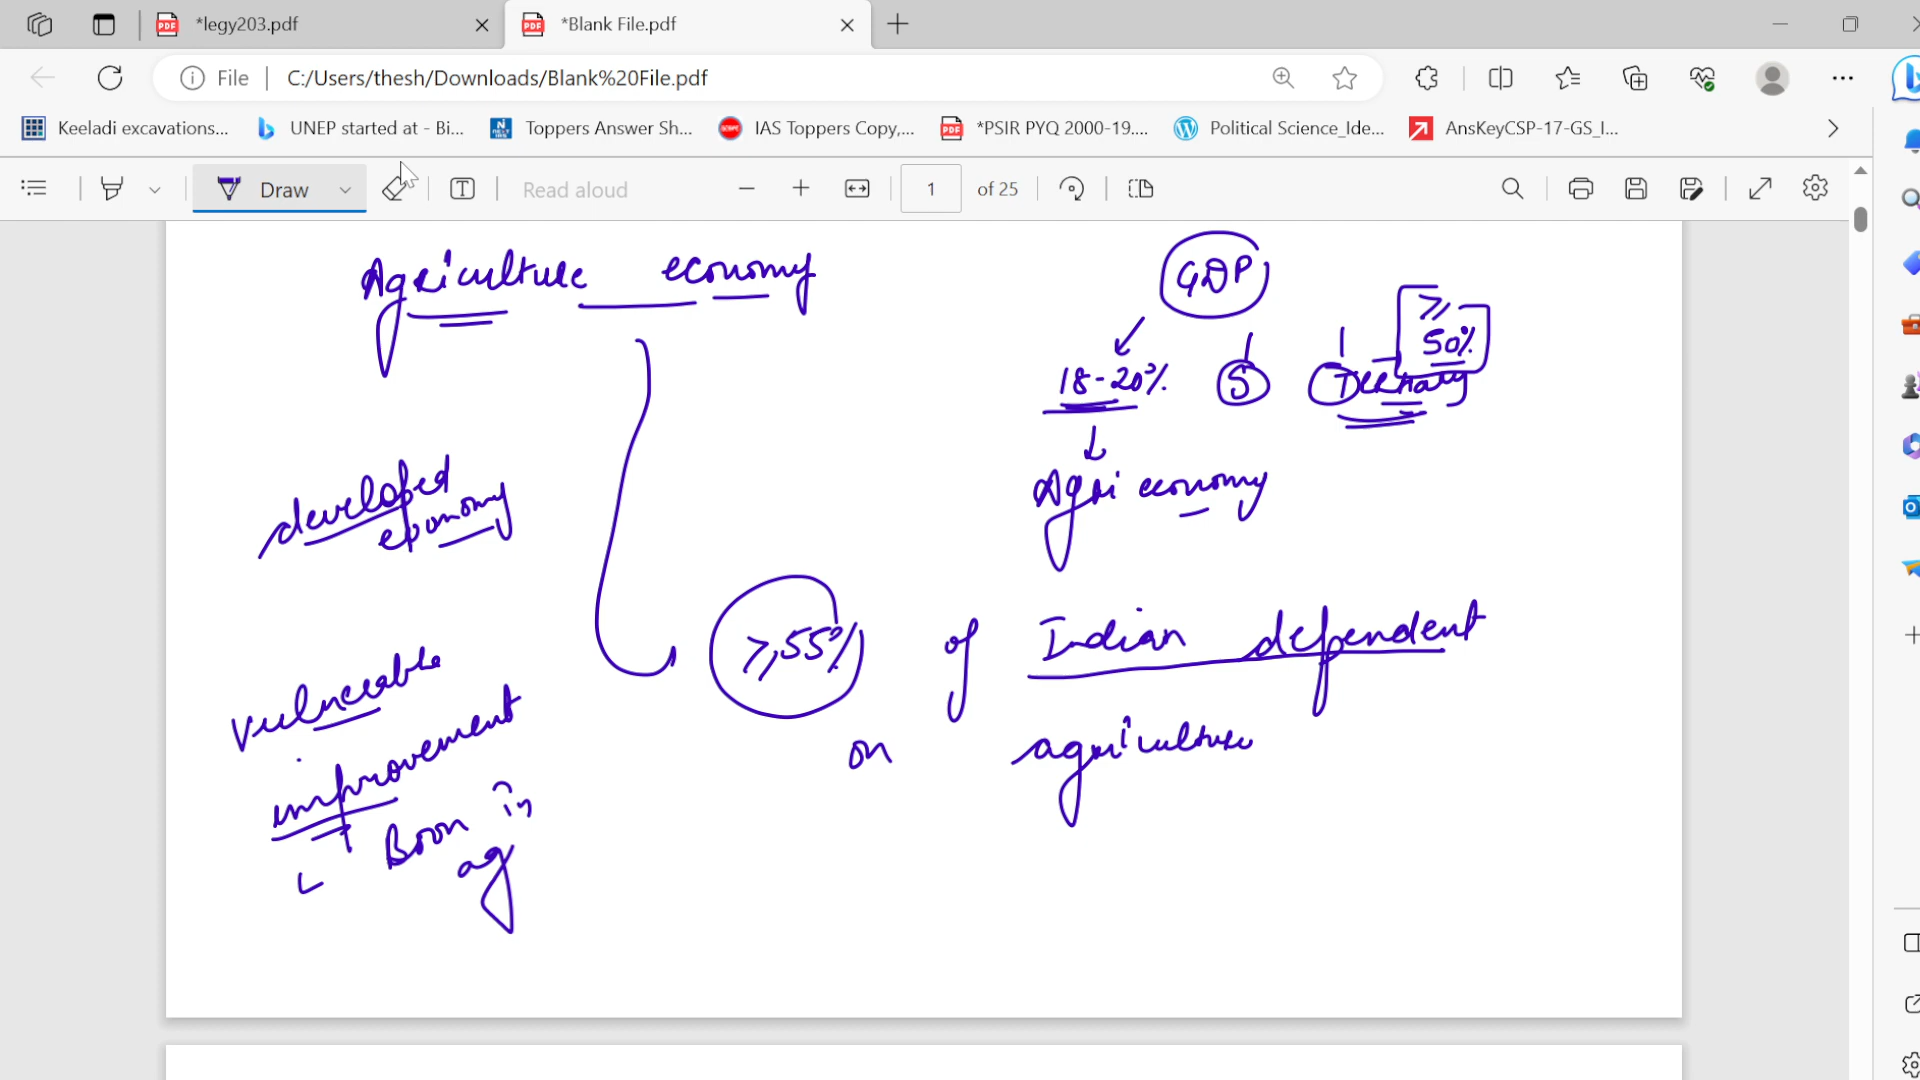 *legy203.pdf
*Blank File.pdf
File
C:/Users/thesh/Downloads/Blank%20File.pdf
Keeladi excavations...
UNEP started at - Bi...
Toppers Answer Sh...
IAS Toppers Copy,...
*PSIR PYQ 2000-19....
Political Science_Ide...
AnsKeyCSP-17-GS_I...
Draw
Read aloud
1 of 25
Agriculture economy
GDP
≥
50%
18-20% S Tertiary
Agri economy
developed
economy
≥55% of Indian dependent
on agriculture
vulnerable
improvement
Boon in
ag